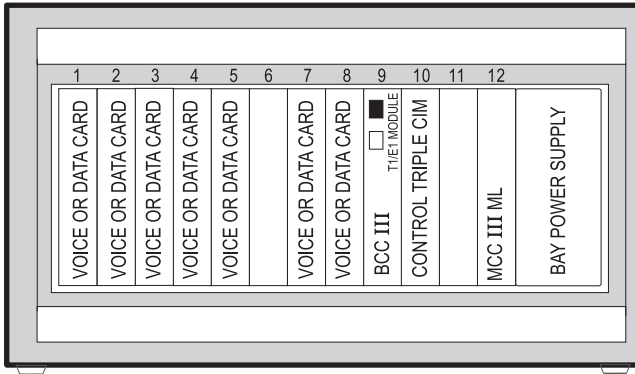 1 2 3 4 5 6 7 8 9 10 11 12
VOICE OR DATA CARD
VOICE OR DATA CARD
VOICE OR DATA CARD
VOICE OR DATA CARD
VOICE OR DATA CARD
VOICE OR DATA CARD
VOICE OR DATA CARD
BCC III
T1/E1 MODULE
CONTROL TRIPLE CIM
MCC III ML
BAY POWER SUPPLY